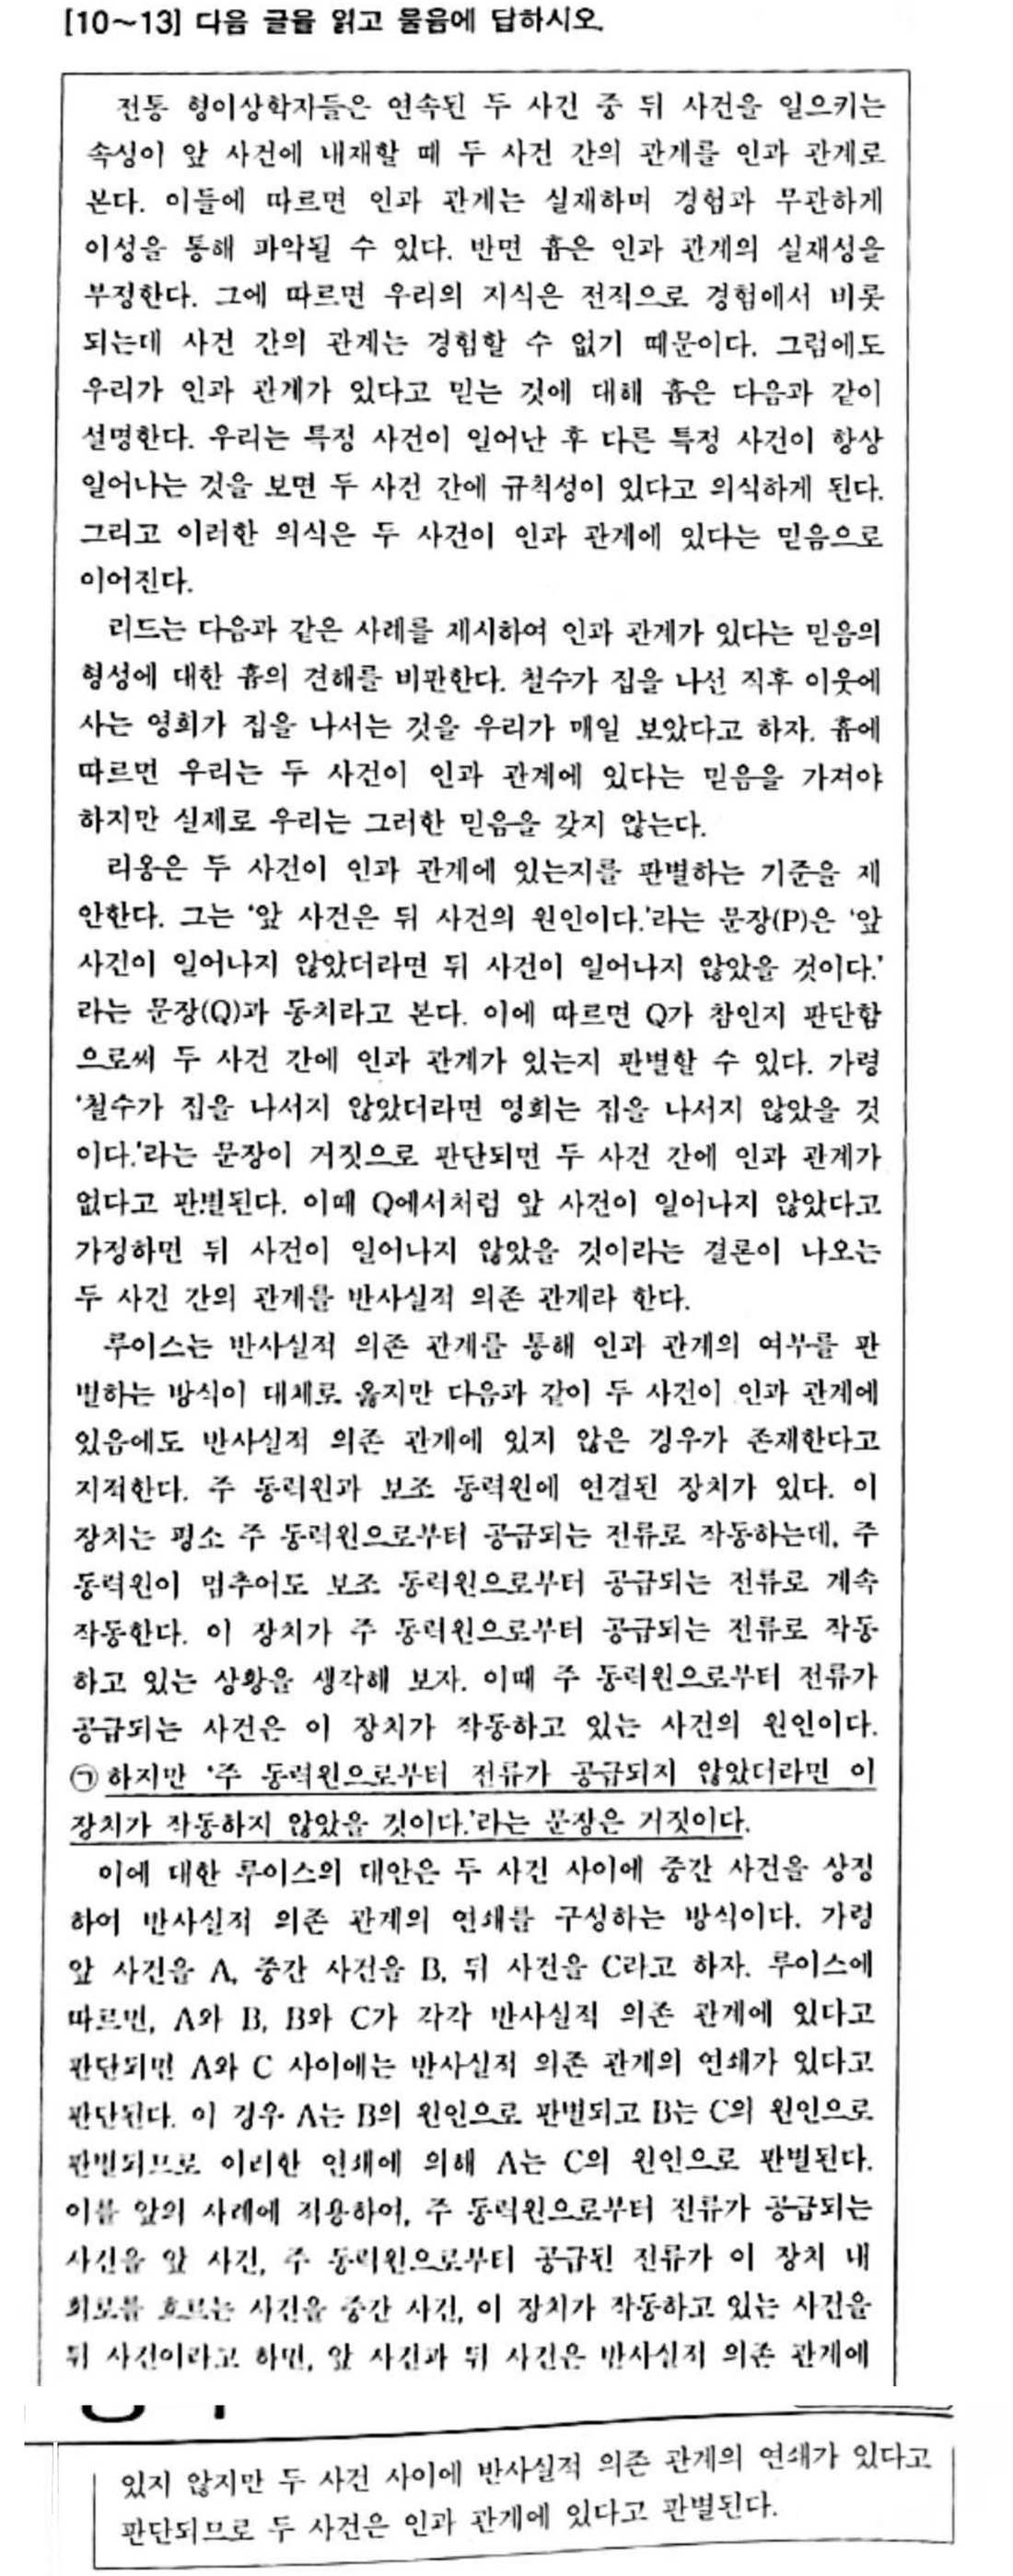 [10~13] 다음 글을 읽고 물음에 답하시오.
전통 형이상학자들은 연속된 두 사건 중 뒤 사건을 일으키는
속성이 앞 사건에 내재할 때 두 사건 간의 관계를 인과 관계로
본다. 이들에 따르면 인과 관계는 실재하며 경험과 무관하게
이성을 통해 파악될 수 있다. 반면 흄은 인과 관계의 실재성을
부정한다. 그에 따르면 우리의 지식은 전적으로 경험에서 비롯
되는데 사건 간의 관계는 경험할 수 없기 때문이다. 그럼에도
우리가 인과 관계가 있다고 믿는 것에 대해 흄은 다음과 같이
설명한다. 우리는 특정 사건이 일어난 후 다른 특정 사건이 항상
일어나는 것을 보면 두 사건 간에 규칙성이 있다고 의식하게 된다.
그리고 이러한 의식은 두 사건이 인과 관계에 있다는 믿음으로
이어진다.
리드는 다음과 같은 사례를 제시하여 인과 관계가 있다는 믿음의
형성에 대한 흄의 견해를 비판한다. 철수가 집을 나선 직후 이웃에
사는 영희가 집을 나서는 것을 우리가 매일 보았다고 하자. 흄에
따르면 우리는 두 사건이 인과 관계에 있다는 믿음을 가져야
하지만 실제로 우리는 그러한 믿음을 갖지 않는다.
리옹은 두 사건이 인과 관계에 있는지를 판별하는 기준을 제
안한다. 그는 '앞 사건은 뒤 사건의 원인이다.'라는 문장(P)은 '앞
사건이 일어나지 않았더라면 뒤 사건이 일어나지 않았을 것이다.'
라는 문장(Q)과 동치라고 본다. 이에 따르면 Q가 참인지 판단함
으로써 두 사건 간에 인과 관계가 있는지 판별할 수 있다. 가령
'철수가 집을 나서지 않았더라면 영희는 집을 나서지 않았을 것
이다.'라는 문장이 거짓으로 판단되면 두 사건 간에 인과 관계가
없다고 판별된다. 이때 Q에서처럼 앞 사건이 일어나지 않았다고
가정하면 뒤 사건이 일어나지 않았을 것이라는 결론이 나오는
두 사건 간의 관계를 반사실적 의존 관계라 한다.
루이스는 반사실적 의존 관계를 통해 인과 관계의 여부를 판
별하는 방식이 대체로 옳지만 다음과 같이 두 사건이 인과 관계에
있음에도 반사실적 의존 관계에 있지 않은 경우가 존재한다고
지적한다. 주 동력원과 보조 동력원에 연결된 장치가 있다. 이
장치는 평소 주 동력원으로부터 공급되는 전류로 작동하는데, 주
동력원이 멈추어도 보조 동력원으로부터 공급되는 전류로 계속
작동한다. 이 장치가 주 동력원으로부터 공급되는 전류로 작동
하고 있는 상황을 생각해 보자. 이때 주 동력원으로부터 전류가
공급되는 사건은 이 장치가 작동하고 있는 사건의 원인이다.
㉠하지만 '주 동력원으로부터 전류가 공급되지 않았더라면 이
장치가 작동하지 않았을 것이다.'라는 문장은 거짓이다.
이에 대한 루이스의 대안은 두 사건 사이에 중간 사건을 상정
하여 반사실적 의존 관계의 연쇄를 구성하는 방식이다. 가령
앞 사건을 A, 중간 사건을 B, 뒤 사건을 C라고 하자. 루이스에
따르면, A와 B, B와 C가 각각 반사실적 의존 관계에 있다고
판단되면 A와 C 사이에는 반사실적 의존 관계의 연쇄가 있다고
판단된다. 이 경우 A는 B의 원인으로 판별되고 B는 C의 원인으로
판별되므로 이러한 연쇄에 의해 A는 C의 원인으로 판별된다.
이를 앞의 사례에 적용하여, 주 동력원으로부터 전류가 공급되는
사건을 앞 사건, 주 동력원으로부터 공급된 전류가 이 장치 내
회로를 흐르는 사건을 중간 사건, 이 장치가 작동하고 있는 사건을
뒤 사건이라고 하면, 앞 사건과 뒤 사건은 반사실적 의존 관계에
있지 않지만 두 사건 사이에 반사실적 의존 관계의 연쇄가 있다고
판단되므로 두 사건은 인과 관계에 있다고 판별된다.